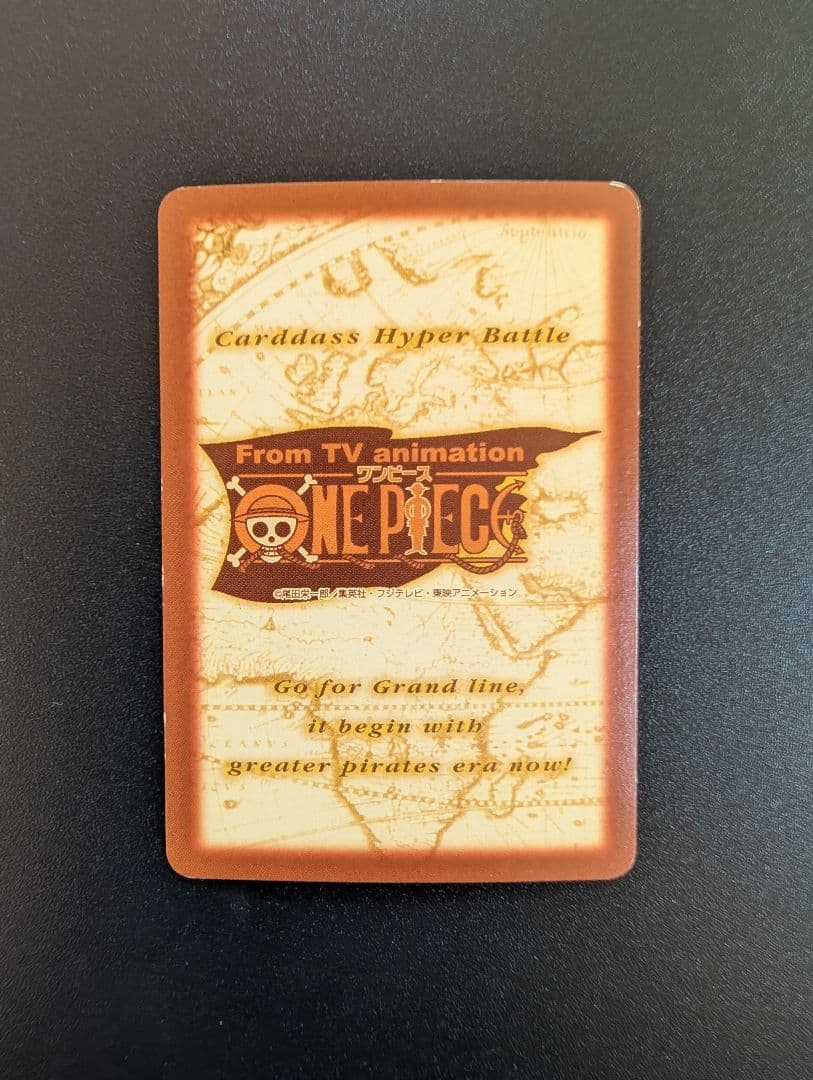 Carddass Hyper Battle
From TV animation
ワンピース
ONE PIECE
©尾田栄一郎/集英社・フジテレビ・東映アニメーション
Go for Grand line,
it begin with
greater pirates era now!